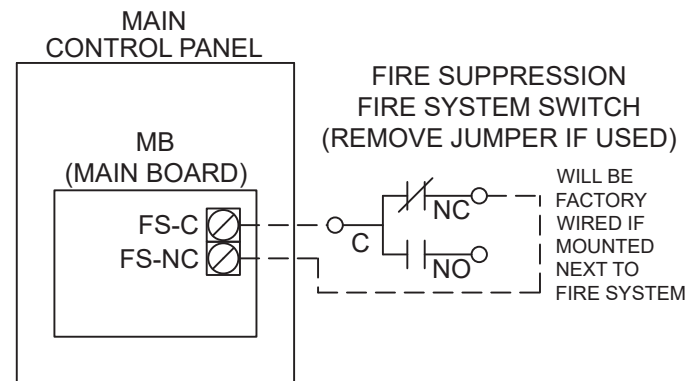 MAIN
CONTROL PANEL
FIRE SUPPRESSION
FIRE SYSTEM SWITCH
(REMOVE JUMPER IF USED)
MB
(MAIN BOARD)
FS-C
FS-NC
C
NC
NO
WILL BE
FACTORY
WIRED IF
MOUNTED
NEXT TO
FIRE SYSTEM